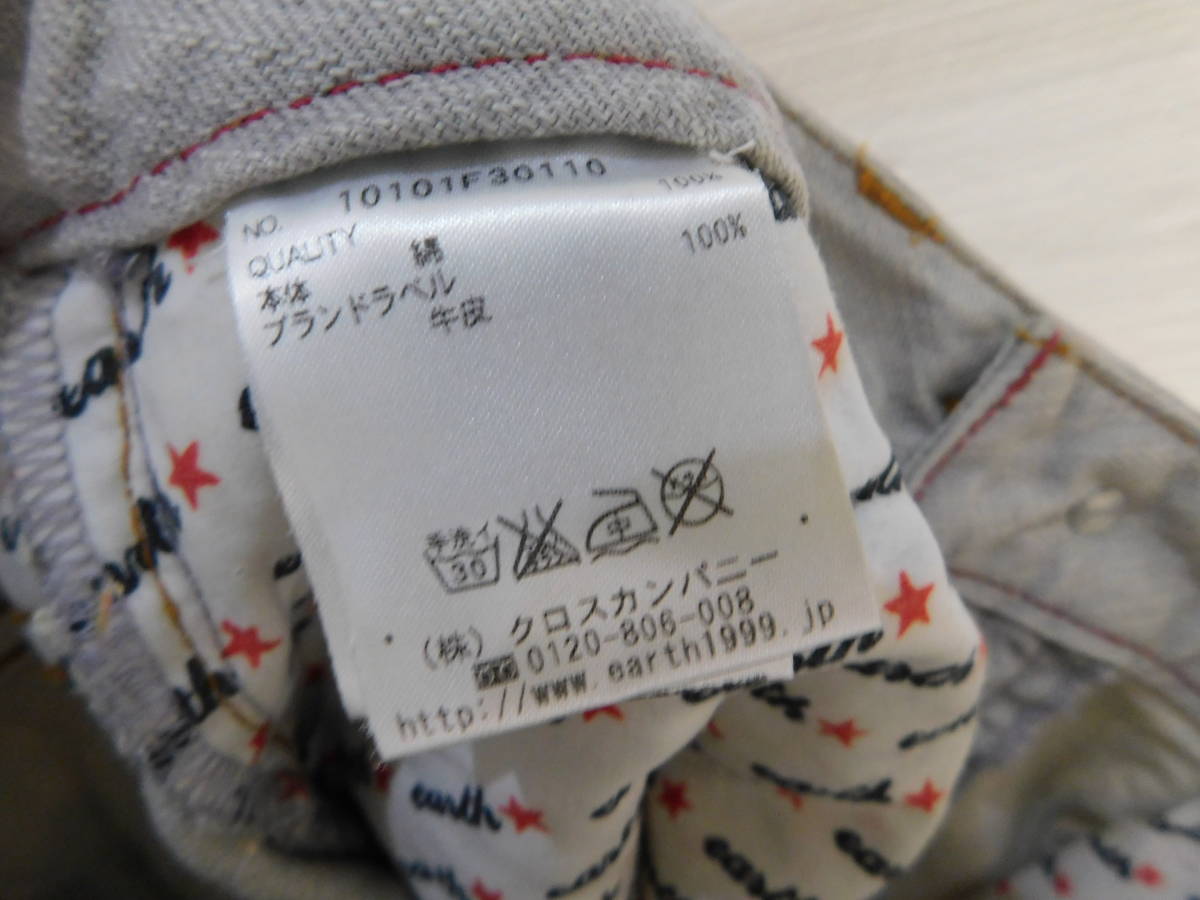 NO. 10101F30110
QUALITY 100%
本体 綿 100%
ブランドラベル 牛皮
手洗イ 30 中
(株) クロスカンパニー
0120-806-008
http://www.earth1999.jp
earth